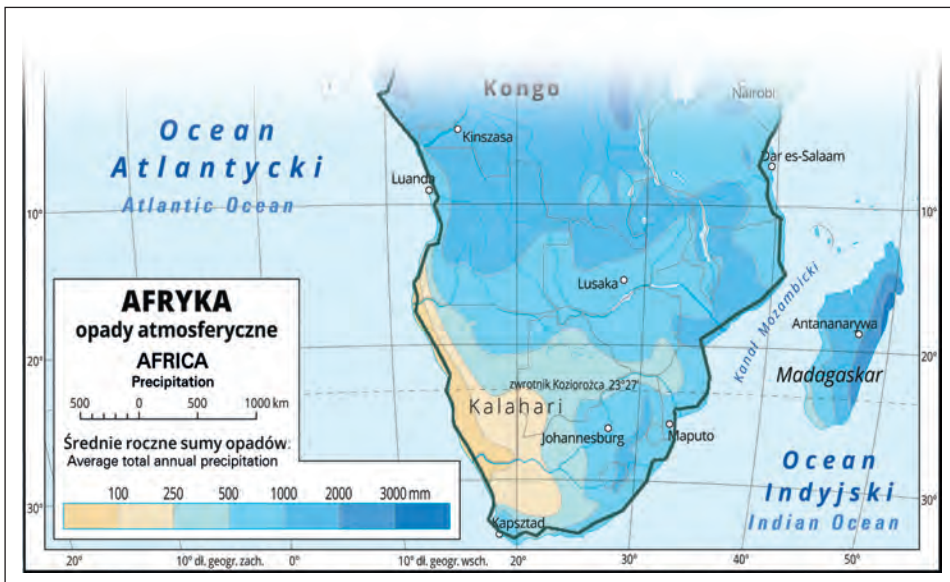 Kongo
Nairobi
Ocean
Atlantycki
Atlantic Ocean
Kinszasa
Dar es-Salaam
Luanda
10°
10°
Lusaka
Kanał Mozambicki
Antananarywa
Madagaskar
20°
20°
zwrotnik Koziorożca 23°27'
Kalahari
Johannesburg
Maputo
Ocean
Indyjski
Indian Ocean
30°
30°
Kapsztad
AFRYKA
opady atmosferyczne
AFRICA
Precipitation
500 0 500 1000 km
Średnie roczne sumy opadów:
Average total annual precipitation
100 250 500 1000 2000 3000 mm
20° 10° dł. geogr. zach. 0° 10° dł. geogr. wsch. 20° 30° 40° 50°